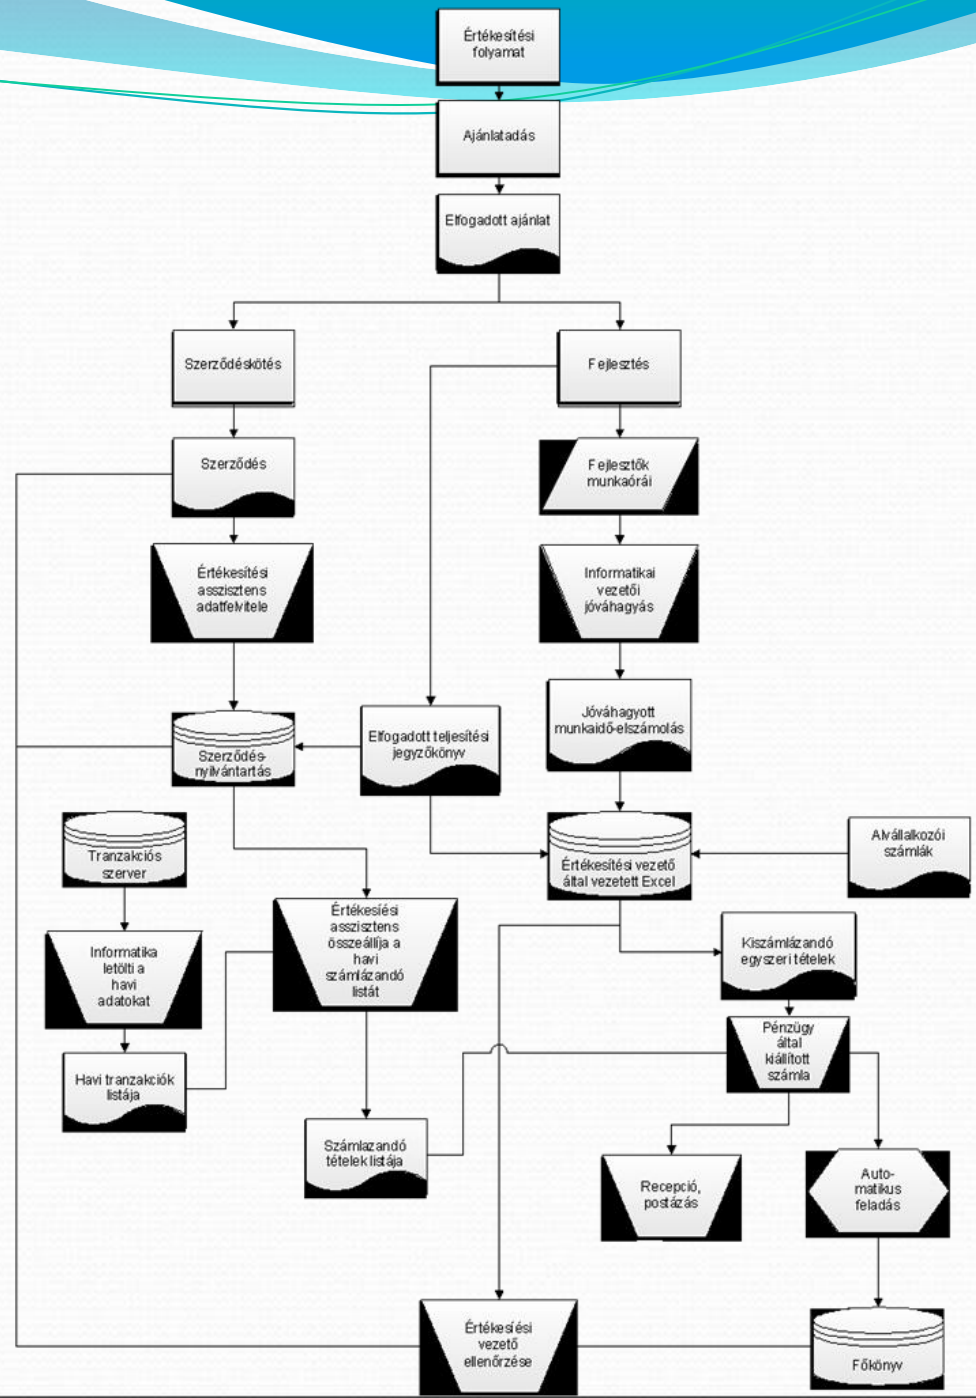 Értékesítési
folyamat
Ajánlatadás
Elfogadott ajánlat
Szerződéskötés
Fejlesztés
Szerződés
Fejlesztők
munkaórái
Értékesítési
asszisztens
adatfelvitele
Informatikai
vezetői
jóváhagyás
Jóváhagyott
munkaidő-elszámolás
Elfogadott teljesítési
jegyzőkönyv
Szerződés-
nyilvántartás
Tranzakciós
szerver
Értékesítési vezető
által vezetett Excel
Alvállalkozói
számlák
Informatika
letölti a
havi
adatokat
Értékesíési
asszisztens
összeállíja a
havi
számlázandó
listát
Kiszámlázandó
egyszeri tételek
Pénzügy
által
kiállított
számla
Havi tranzakciók
listája
Számlazandó
tételek listája
Recepció,
postázás
Auto-
matikus
feladás
Értékesíési
vezető
ellenőrzése
Főkönyv